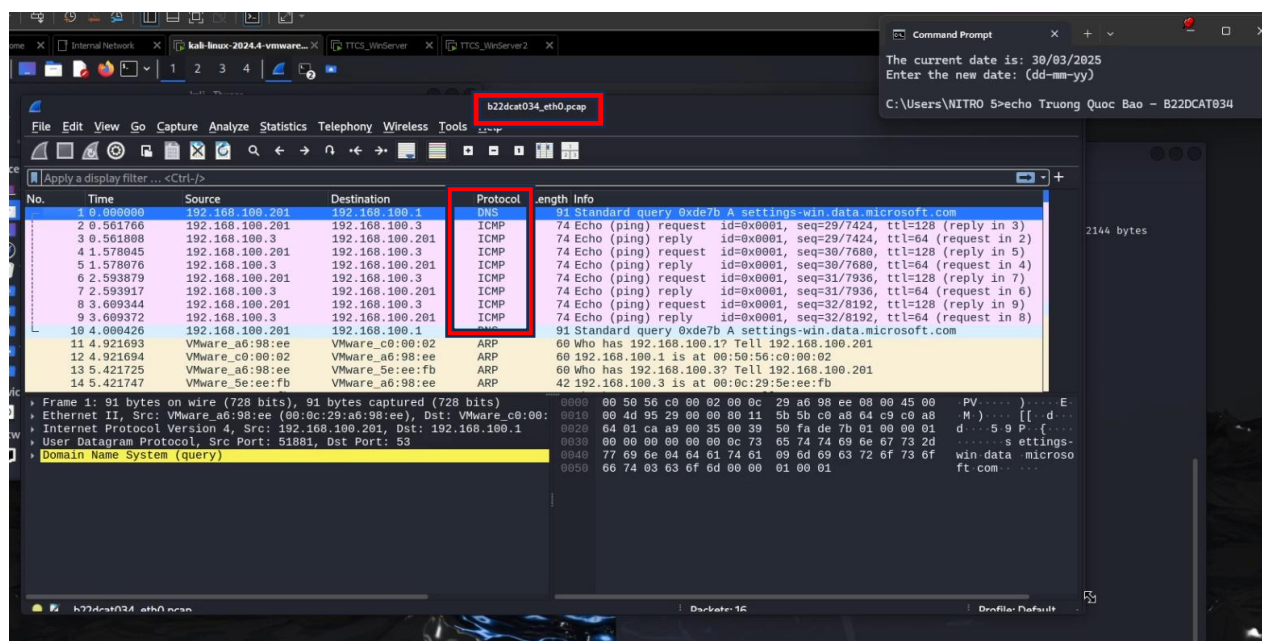 ome
Internal Network
kali-linux-2024.4-vmware...
TTCS_WinServer
TTCS_WinServer2
Command Prompt
The current date is: 30/03/2025
Enter the new date: (dd-mm-yy)
C:\Users\NITRO 5>echo Truong Quoc Bao - B22DCAT034
1 2 3 4
b22dcat034_eth0.pcap
File Edit View Go Capture Analyze Statistics Telephony Wireless Tools Help
Apply a display filter ... <Ctrl-/>
No. Time Source Destination Protocol Length Info
1 0.000000 192.168.100.201 192.168.100.1 DNS 91 Standard query 0xde7b A settings-win.data.microsoft.com
2 0.561766 192.168.100.201 192.168.100.3 ICMP 74 Echo (ping) request id=0x0001, seq=29/7424, ttl=128 (reply in 3)
3 0.561808 192.168.100.3 192.168.100.201 ICMP 74 Echo (ping) reply id=0x0001, seq=29/7424, ttl=64 (request in 2)
4 1.578045 192.168.100.201 192.168.100.3 ICMP 74 Echo (ping) request id=0x0001, seq=30/7680, ttl=128 (reply in 5)
5 1.578076 192.168.100.3 192.168.100.201 ICMP 74 Echo (ping) reply id=0x0001, seq=30/7680, ttl=64 (request in 4)
6 2.593879 192.168.100.201 192.168.100.3 ICMP 74 Echo (ping) request id=0x0001, seq=31/7936, ttl=128 (reply in 7)
7 2.593917 192.168.100.3 192.168.100.201 ICMP 74 Echo (ping) reply id=0x0001, seq=31/7936, ttl=64 (request in 6)
8 3.609344 192.168.100.201 192.168.100.3 ICMP 74 Echo (ping) request id=0x0001, seq=32/8192, ttl=128 (reply in 9)
9 3.609372 192.168.100.3 192.168.100.201 ICMP 74 Echo (ping) reply id=0x0001, seq=32/8192, ttl=64 (request in 8)
10 4.000426 192.168.100.201 192.168.100.1 DNS 91 Standard query 0xde7b A settings-win.data.microsoft.com
11 4.921693 VMware_a6:98:ee VMware_c0:00:02 ARP 60 Who has 192.168.100.1? Tell 192.168.100.201
12 4.921694 VMware_c0:00:02 VMware_a6:98:ee ARP 60 192.168.100.1 is at 00:50:56:c0:00:02
13 5.421725 VMware_a6:98:ee VMware_5e:ee:fb ARP 60 Who has 192.168.100.3? Tell 192.168.100.201
14 5.421747 VMware_5e:ee:fb VMware_a6:98:ee ARP 42 192.168.100.3 is at 00:0c:29:5e:ee:fb
2144 bytes
Frame 1: 91 bytes on wire (728 bits), 91 bytes captured (728 bits)
Ethernet II, Src: VMware_a6:98:ee (00:0c:29:a6:98:ee), Dst: VMware_c0:00:
Internet Protocol Version 4, Src: 192.168.100.201, Dst: 192.168.100.1
User Datagram Protocol, Src Port: 51881, Dst Port: 53
Domain Name System (query)
0000 00 50 56 c0 00 02 00 0c 29 a6 98 ee 08 00 45 00 ·PV····· )·····E·
0010 00 4d 95 29 00 00 80 11 5b 5b c0 a8 64 c9 c0 a8 ·M·)···· [[··d···
0020 64 01 ca a9 00 35 00 39 50 fa de 7b 01 00 00 01 d····5·9 P··{····
0030 00 00 00 00 00 00 0c 73 65 74 74 69 6e 67 73 2d ·······s ettings-
0040 77 69 6e 04 64 61 74 61 09 6d 69 63 72 6f 73 6f win·data ·microso
0050 66 74 03 63 6f 6d 00 00 01 00 01 ft·com·· ···
b22dcat034_eth0.pcap
Packets: 16
Profile: Default